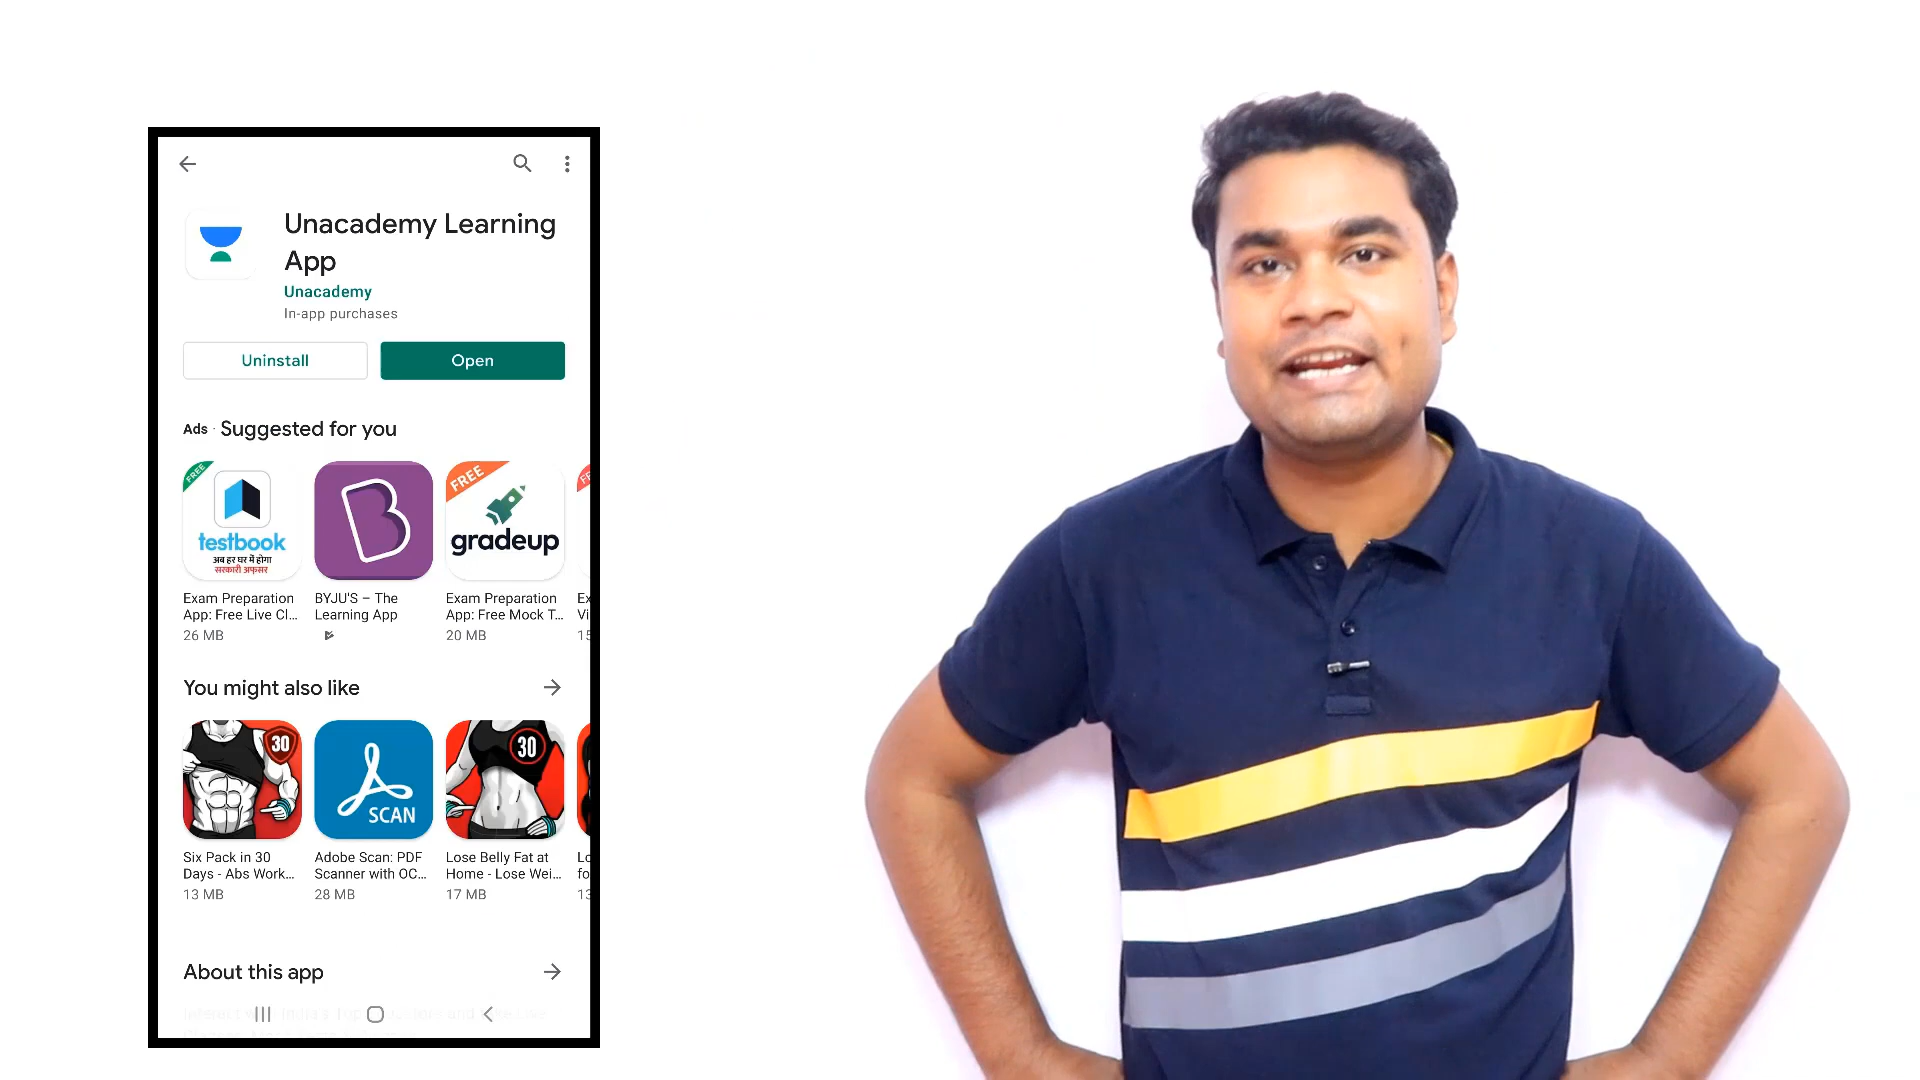 Unacademy Learning
App
Unacademy
In-app purchases
Uninstall
Open
Ads · Suggested for you
FREE
testbook
अब हर घर में होगा
सरकारी अफ़सर
FREE
gradeup
Exam Preparation
App: Free Live Cl...
26 MB
BYJU'S – The
Learning App
Exam Preparation
App: Free Mock T...
20 MB
You might also like
30
SCAN
30
Six Pack in 30
Days - Abs Work...
13 MB
Adobe Scan: PDF
Scanner with OC...
28 MB
Lose Belly Fat at
Home - Lose Wei...
17 MB
About this app